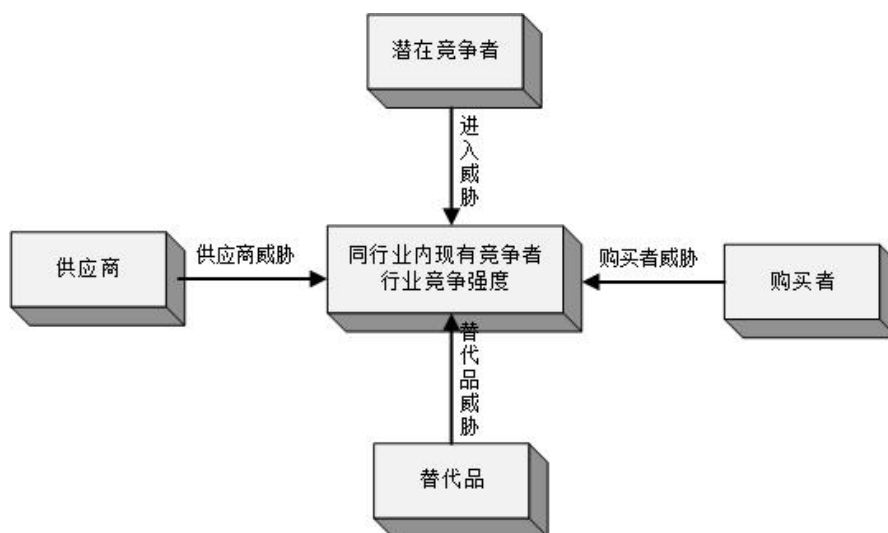 潜在竞争者
进入威胁
供应商
供应商威胁
同行业内现有竞争者
行业竞争强度
购买者威胁
购买者
替代品威胁
替代品